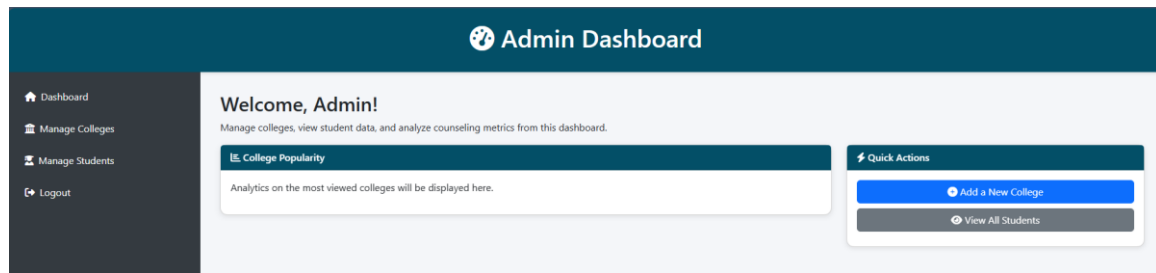 Admin Dashboard
Dashboard
Manage Colleges
Manage Students
Logout
Welcome, Admin!
Manage colleges, view student data, and analyze counseling metrics from this dashboard.
College Popularity
Analytics on the most viewed colleges will be displayed here.
Quick Actions
Add a New College
View All Students